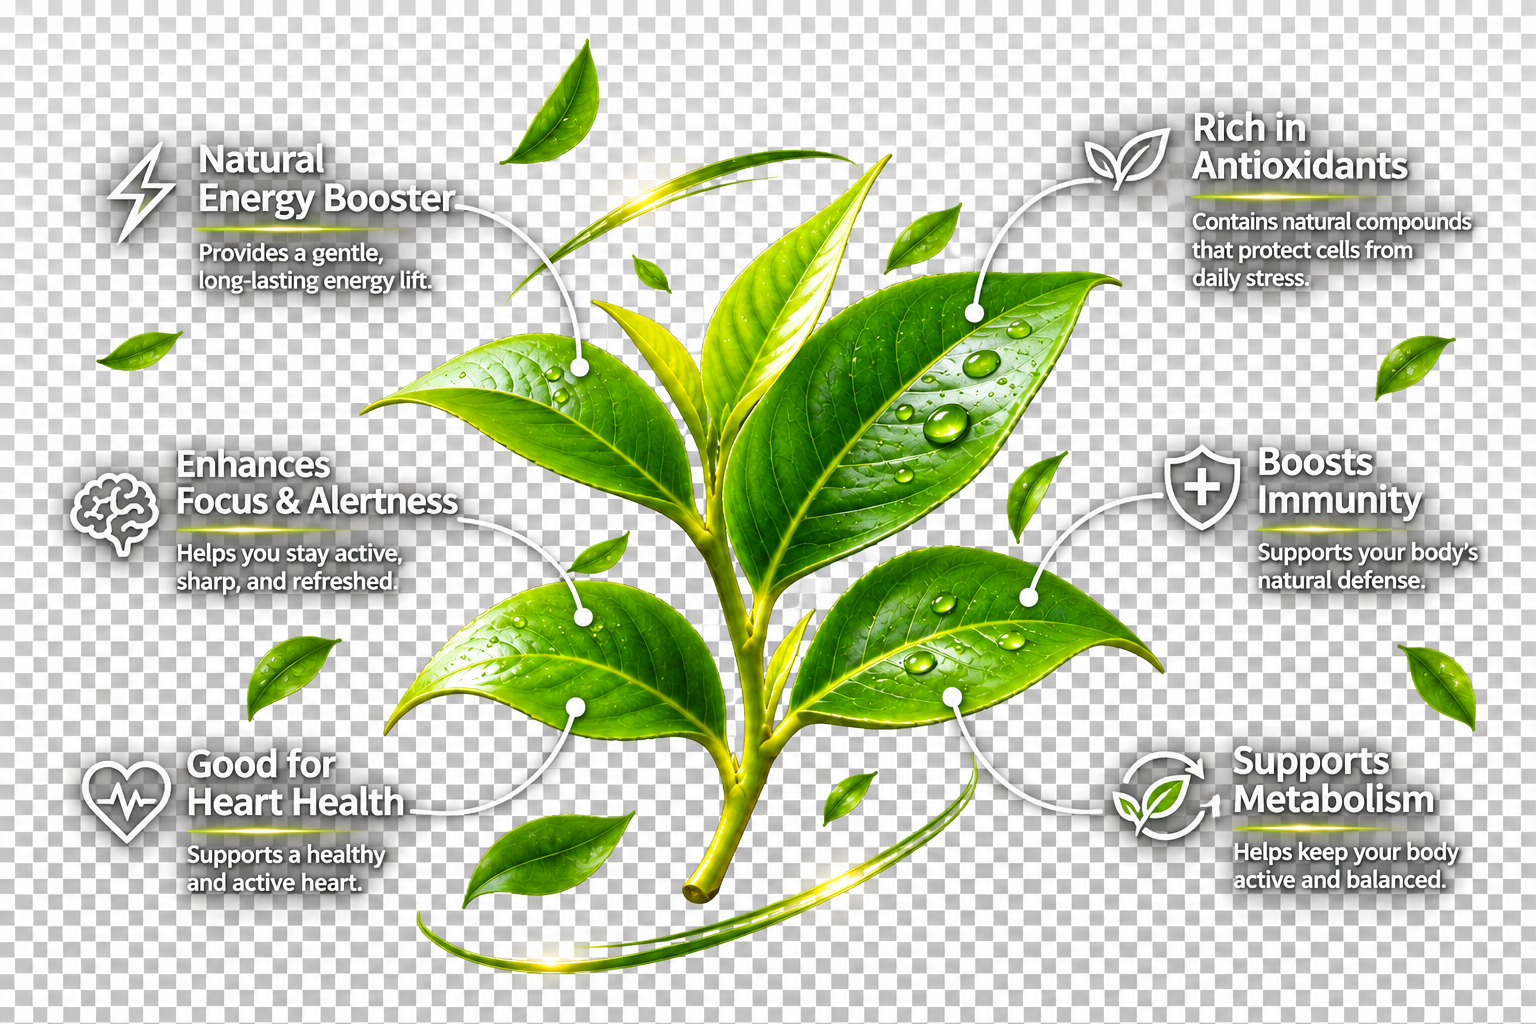 Natural
Energy Booster
Provides a gentle,
long-lasting energy lift.
Rich in
Antioxidants
Contains natural compounds
that protect cells from
daily stress.
Enhances
Focus & Alertness
Helps you stay active,
sharp, and refreshed.
Boosts
Immunity
Supports your body's
natural defense.
Good for
Heart Health
Supports a healthy
and active heart.
Supports
Metabolism
Helps keep your body
active and balanced.